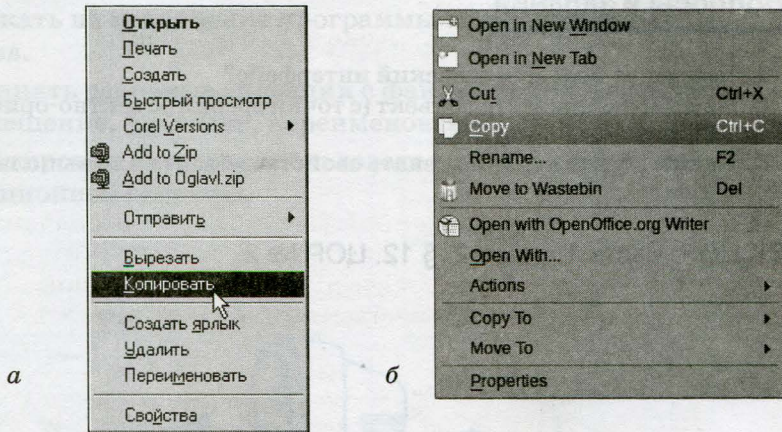 Открыть
Печать
Создать
Быстрый просмотр
Corel Versions
Add to Zip
Add to Oglavl.zip
Отправить
Вырезать
Копировать
Создать ярлык
Удалить
Переименовать
Свойства
а
Open in New Window
Open in New Tab
Cut Ctrl+X
Copy Ctrl+C
Rename... F2
Move to Wastebin Del
Open with OpenOffice.org Writer
Open With...
Actions
Copy To
Move To
Properties
б